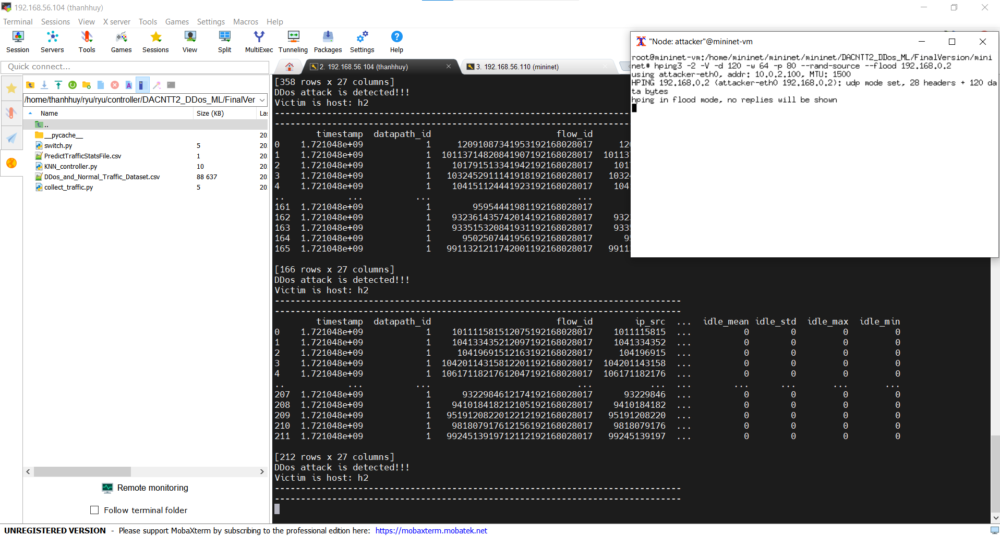 192.168.56.104 (thanhhuy)
Terminal Sessions View X server Tools Games Settings Macros Help
Session Servers Tools Games Sessions View Split MultiExec Tunneling Packages Settings Help
Quick connect...
2. 192.168.56.104 (thanhhuy)
3. 192.168.56.110 (mininet)
/home/thanhhuy/ryu/ryu/controller/DACNTT2_DDos_ML/FinalVer
Name Size (KB) Las
..
__pycache__ 20
switch.py 5 20
PredictTrafficStatsFile.csv 1 20
KNN_controller.py 10 20
DDos_and_Normal_Traffic_Dataset.csv 88 637 20
collect_traffic.py 5 20
Remote monitoring
Follow terminal folder
[358 rows x 27 columns]
DDos attack is detected!!!
Victim is host: h2
--------------------------------------------------------------------
--------------------------------------------------------------------
timestamp datapath_id flow_id
0 1.721048e+09 1 120910873419531921680280​17 120
1 1.721048e+09 1 10113714820841907192168028017 10113
2 1.721048e+09 1 101791513341942192168028017 101
3 1.721048e+09 1 1032452911141918192168028017 1032
4 1.721048e+09 1 104151124441923192168028017 104
.. ... ... ...
161 1.721048e+09 1 95954441981192168028017
162 1.721048e+09 1 932361435742014192168028017 932
163 1.721048e+09 1 933515320841931192168028017 933
164 1.721048e+09 1 9502507441956192168028017 9
165 1.721048e+09 1 9911321211742001192168028017 9911
[166 rows x 27 columns]
DDos attack is detected!!!
Victim is host: h2
------------------------------------------------------------------------------
------------------------------------------------------------------------------
timestamp datapath_id flow_id ip_src ... idle_mean idle_std idle_max idle_min
0 1.721048e+09 1 101111581512075192168028017 1011115815 ... 0 0 0 0
1 1.721048e+09 1 104133435212097192168028017 1041334352 ... 0 0 0 0
2 1.721048e+09 1 10419691512163192168028017 104196915 ... 0 0 0 0
3 1.721048e+09 1 10420114315812201192168028017 104201143158 ... 0 0 0 0
4 1.721048e+09 1 10617118217612047192168028017 106171182176 ... 0 0 0 0
.. ... ... ... ... ... ... ... ... ...
207 1.721048e+09 1 9322984612174192168028017 93229846 ... 0 0 0 0
208 1.721048e+09 1 941018418212105192168028017 9410184182 ... 0 0 0 0
209 1.721048e+09 1 9519120822012212192168028017 95191208220 ... 0 0 0 0
210 1.721048e+09 1 981807917612156192168028017 9818079176 ... 0 0 0 0
211 1.721048e+09 1 9924513919712112192168028017 99245139197 ... 0 0 0 0
[212 rows x 27 columns]
DDos attack is detected!!!
Victim is host: h2
------------------------------------------------------------------------------
------------------------------------------------------------------------------
"Node: attacker"@mininet-vm
root@mininet-vm:/home/mininet/mininet/mininet/DACNTT2_DDos_ML/FinalVersion/mini
net# hping3 -2 -V -d 120 -w 64 -p 80 --rand-source --flood 192.168.0.2
using attacker-eth0, addr: 10.0.2.100, MTU: 1500
HPING 192.168.0.2 (attacker-eth0 192.168.0.2): udp mode set, 28 headers + 120 da
ta bytes
hping in flood mode, no replies will be shown
UNREGISTERED VERSION - Please support MobaXterm by subscribing to the professional edition here: https://mobaxterm.mobatek.net